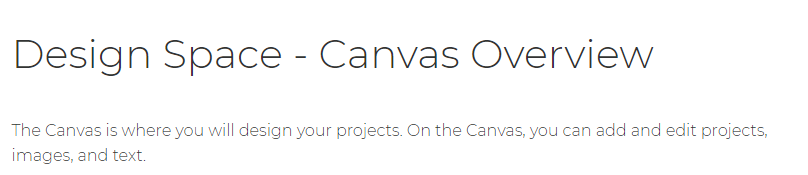 Design Space - Canvas Overview
The Canvas is where you will design your projects. On the Canvas, you can add and edit projects,
images, and text.